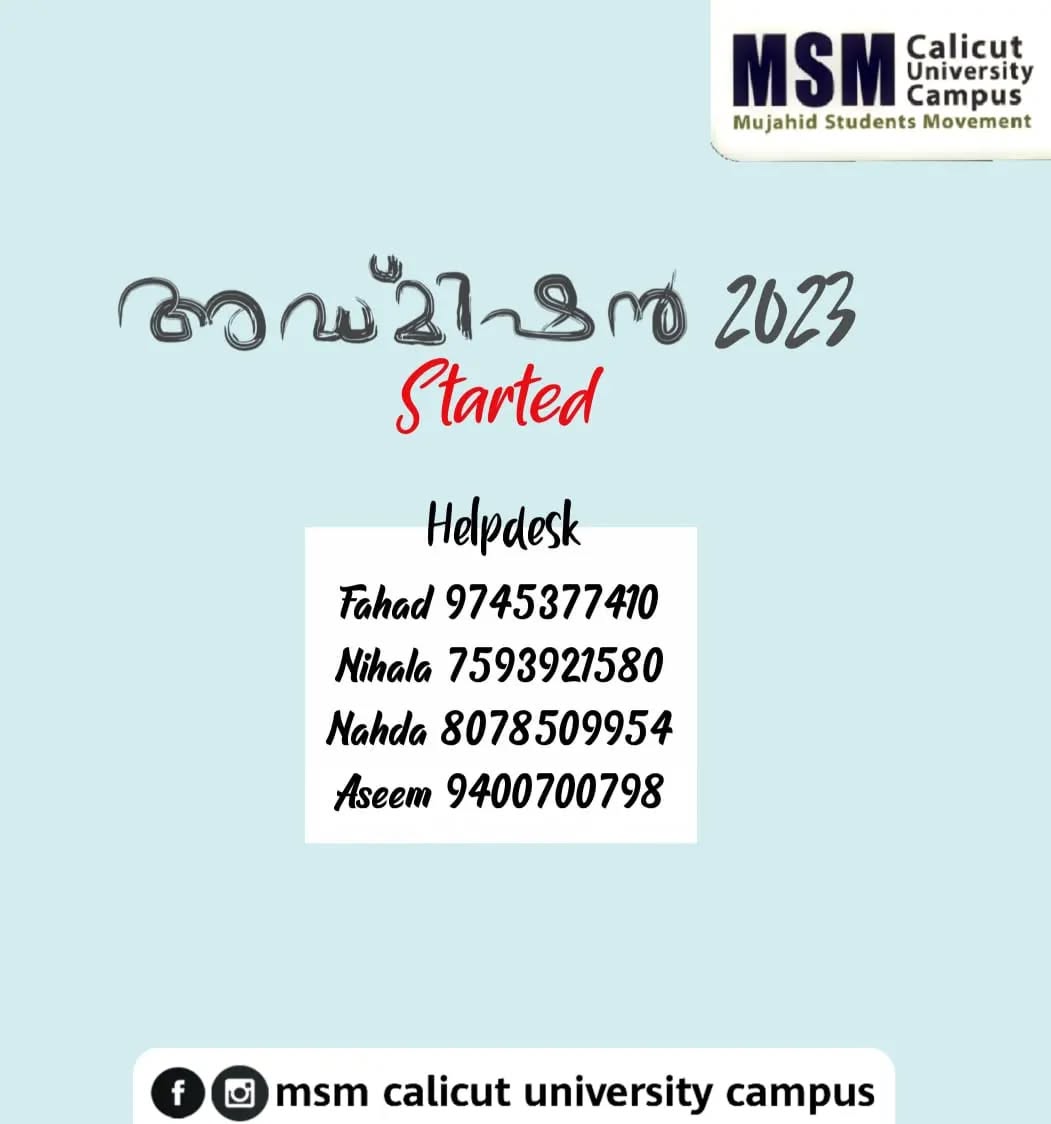 MSM Calicut
University
Campus
Mujahid Students Movement
അഡ്മിഷൻ 2023
Started
Helpdesk
Fahad 9745377410
Nihala 7593921580
Nahda 8078509954
Aseem 9400700798
msm calicut university campus